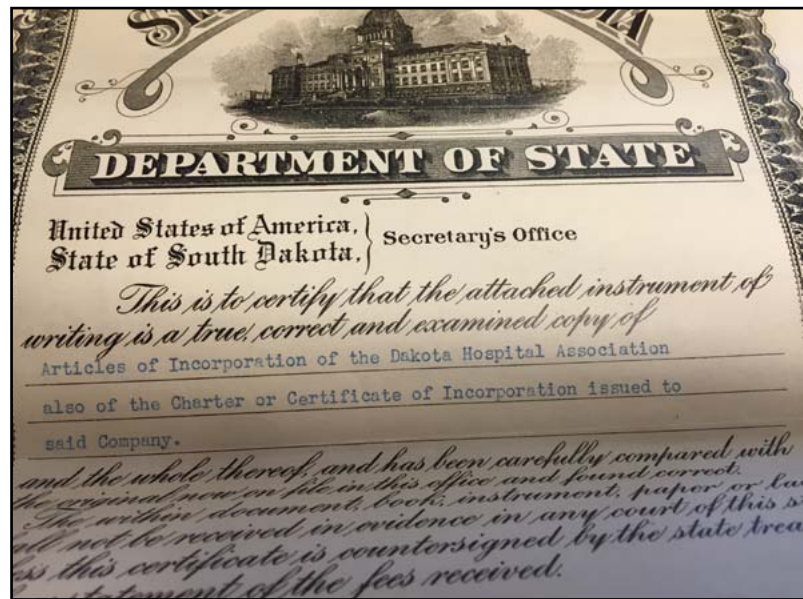 DEPARTMENT OF STATE
United States of America,
State of South Dakota,
Secretary's Office
This is to certify that the attached instrument of
writing is a true, correct and examined copy of
Articles of Incorporation of the Dakota Hospital Association
also of the Charter or Certificate of Incorporation issued to
said Company.
and the whole thereof, and has been carefully compared with
the original now on file in this office and found correct.
The within document, book, instrument, paper or
not be received in evidence in any court of this
this certificate is countersigned by the state
statement of the fees received.